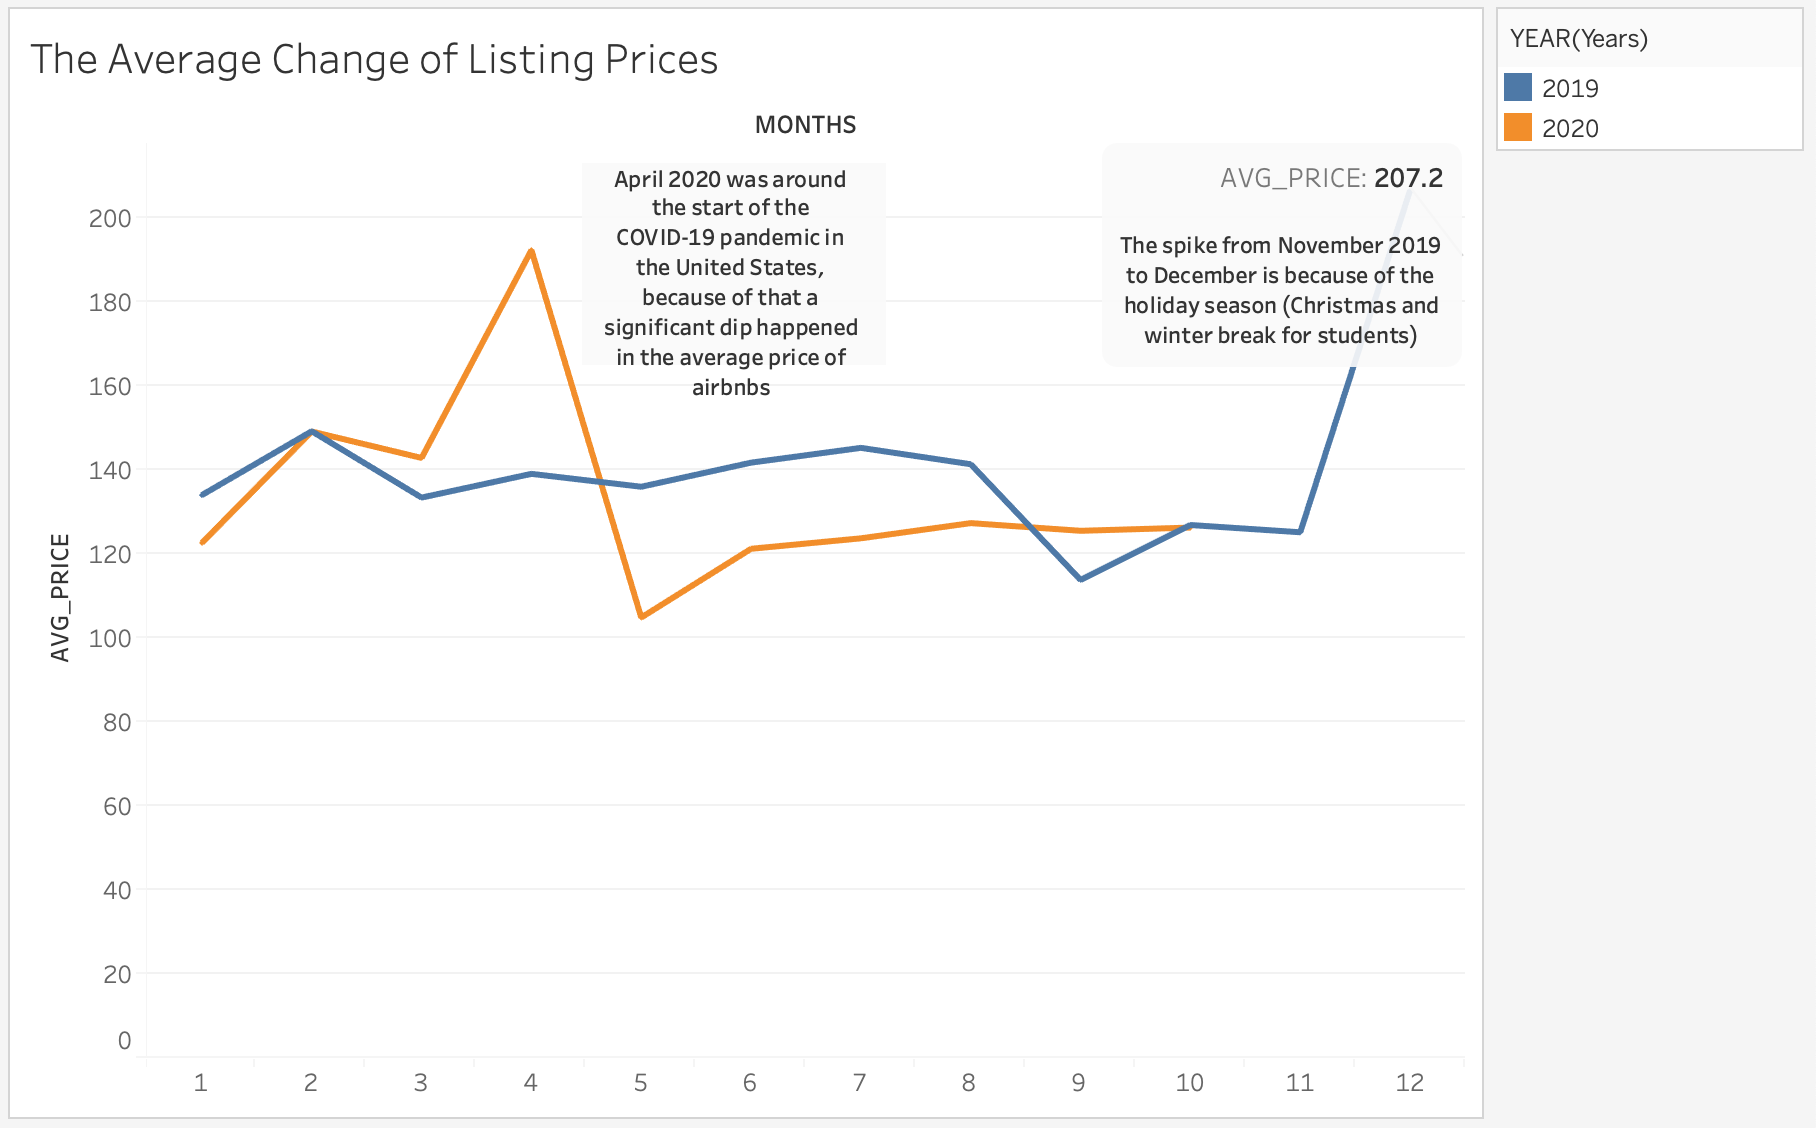 The Average Change of Listing Prices
YEAR(Years)
2019
2020
MONTHS
April 2020 was around
the start of the
COVID-19 pandemic in
the United States,
because of that a
significant dip happened
in the average price of
airbnbs
AVG_PRICE: 207.2
The spike from November 2019
to December is because of the
holiday season (Christmas and
winter break for students)
AVG_PRICE
200
180
160
140
120
100
80
60
40
20
0
1 2 3 4 5 6 7 8 9 10 11 12